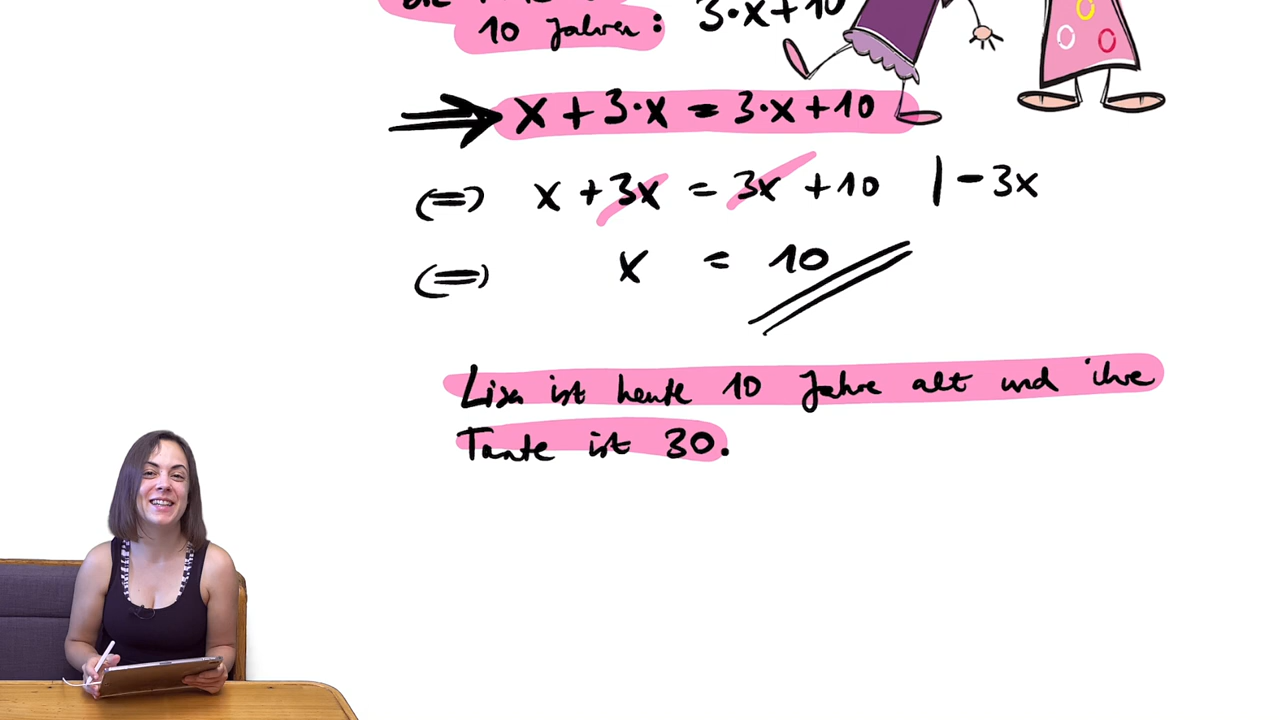 10 Jahren: 3·x+10
⟹ x + 3·x = 3·x + 10
(=) x + 3x = 3x + 10 | - 3x
(=) x = 10
Lisa ist heute 10 Jahre alt und ihre
Tante ist 30.